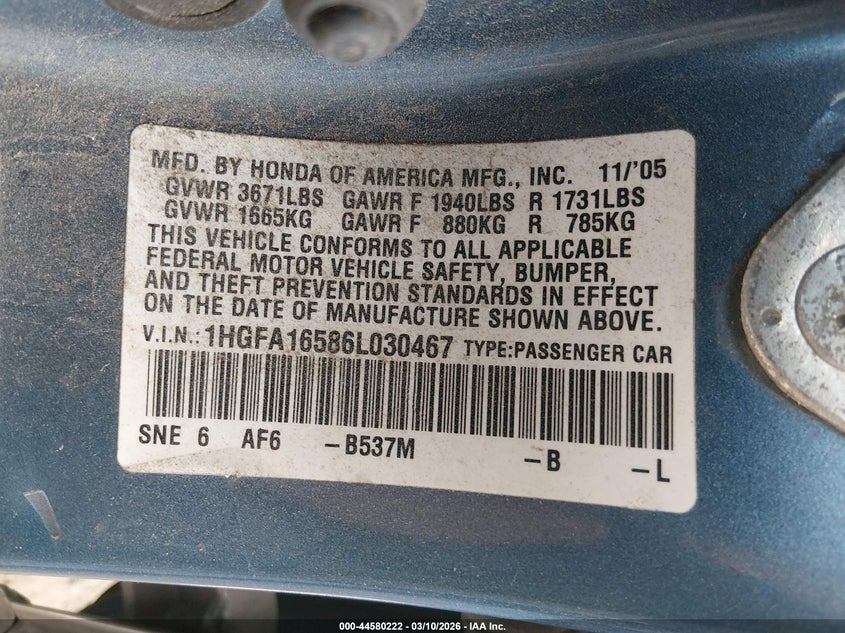 MFD. BY HONDA OF AMERICA MFG., INC. 11/'05
GVWR 3671LBS GAWR F 1940LBS R 1731LBS
GVWR 1665KG GAWR F 880KG R 785KG
THIS VEHICLE CONFORMS TO ALL APPLICABLE
FEDERAL MOTOR VEHICLE SAFETY, BUMPER,
AND THEFT PREVENTION STANDARDS IN EFFECT
ON THE DATE OF MANUFACTURE SHOWN ABOVE.
V.I.N.:1HGFA16586L030467 TYPE:PASSENGER CAR
SNE 6 AF6 -B537M -B -L
000-44580222 - 03/10/2026 - IAA Inc.